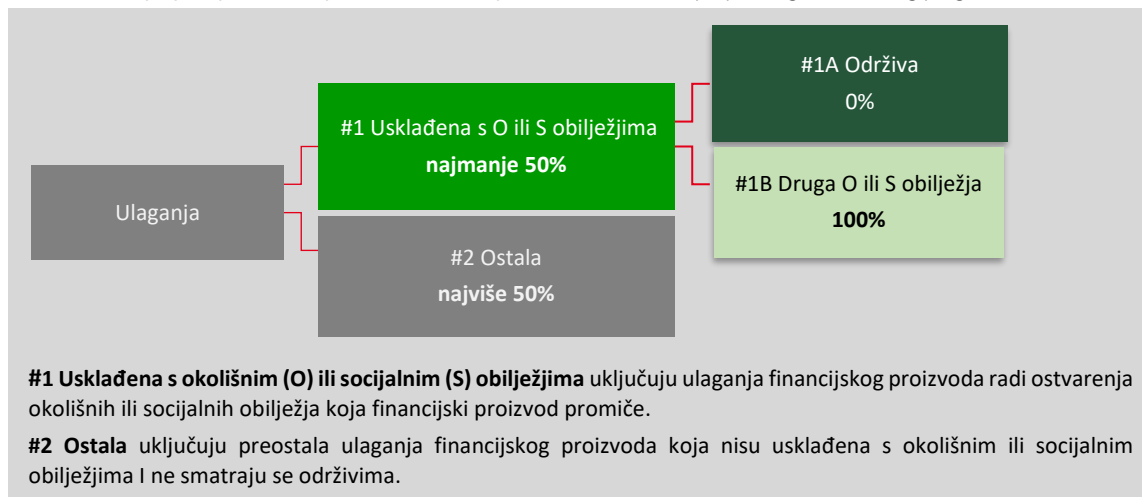 #1A Održiva
0%
#1 Usklađena s O ili S obilježjima
najmanje 50%
#1B Druga O ili S obilježja
100%
Ulaganja
#2 Ostala
najviše 50%
#1 Usklađena s okolišnim (O) ili socijalnim (S) obilježjima uključuju ulaganja financijskog proizvoda radi ostvarenja
okolišnih ili socijalnih obilježja koja financijski proizvod promiče.
#2 Ostala uključuju preostala ulaganja financijskog proizvoda koja nisu usklađena s okolišnim ili socijalnim
obilježjima I ne smatraju se održivima.